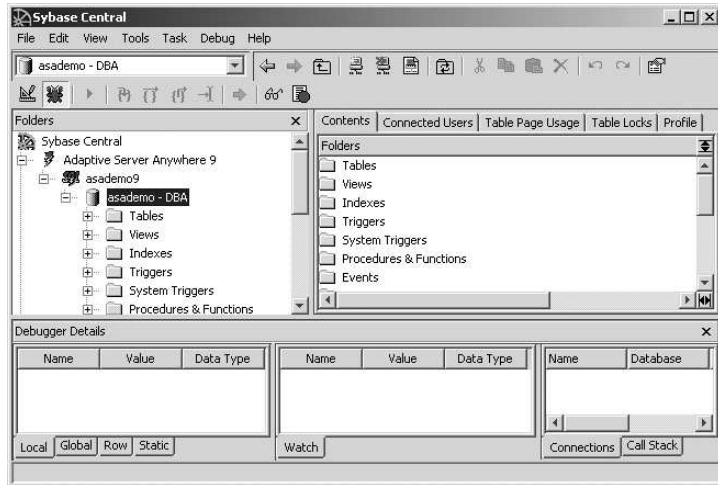 Sybase Central
File Edit View Tools Task Debug Help
asademo - DBA
Folders
Sybase Central
Adaptive Server Anywhere 9
asademo9
asademo - DBA
Tables
Views
Indexes
Triggers
System Triggers
Procedures & Functions
Contents Connected Users Table Page Usage Table Locks Profile
Folders
Tables
Views
Indexes
Triggers
System Triggers
Procedures & Functions
Events
Debugger Details
Name Value Data Type
Local Global Row Static
Name Value Data Type
Watch
Name Database
Connections Call Stack